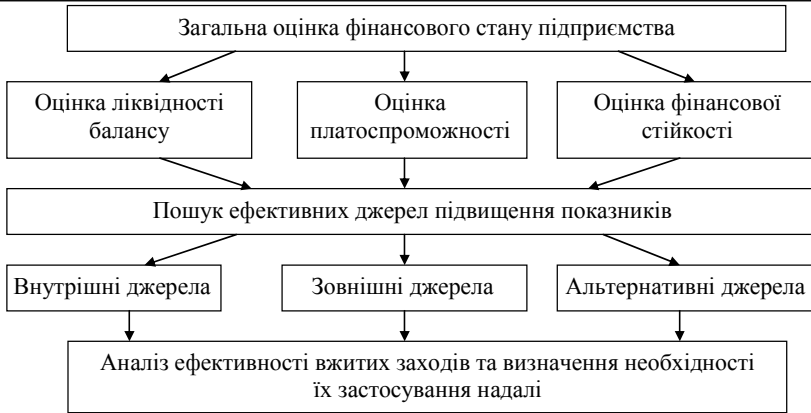 Загальна оцінка фінансового стану підприємства
Оцінка ліквідності
балансу
Оцінка
платоспроможності
Оцінка фінансової
стійкості
Пошук ефективних джерел підвищення показників
Внутрішні джерела
Зовнішні джерела
Альтернативні джерела
Аналіз ефективності вжитих заходів та визначення необхідності
їх застосування надалі